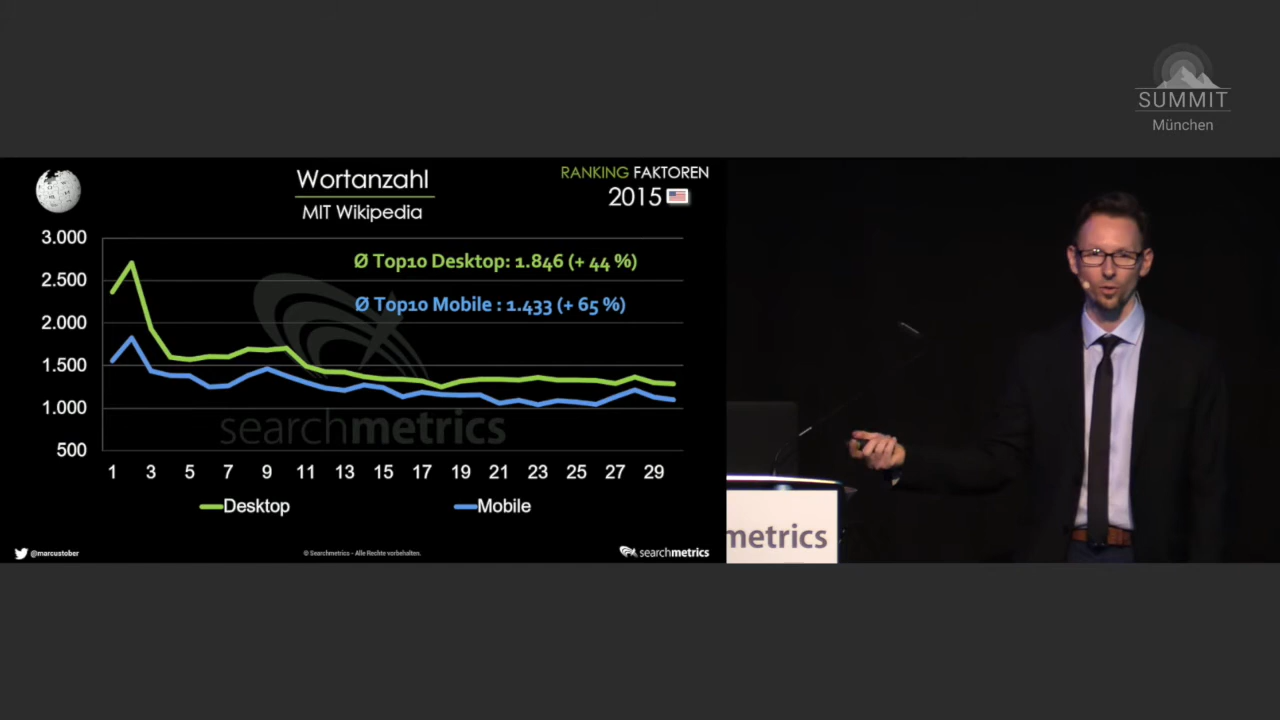 SUMMIT
München
Wortanzahl
MIT Wikipedia
RANKING FAKTOREN
2015
3.000
2.500
2.000
1.500
1.000
500
Ø Top10 Desktop: 1.846 (+ 44 %)
Ø Top10 Mobile : 1.433 (+ 65 %)
searchmetrics
1 3 5 7 9 11 13 15 17 19 21 23 25 27 29
Desktop Mobile
@marcustober
© Searchmetrics - Alle Rechte vorbehalten.
searchmetrics
metrics